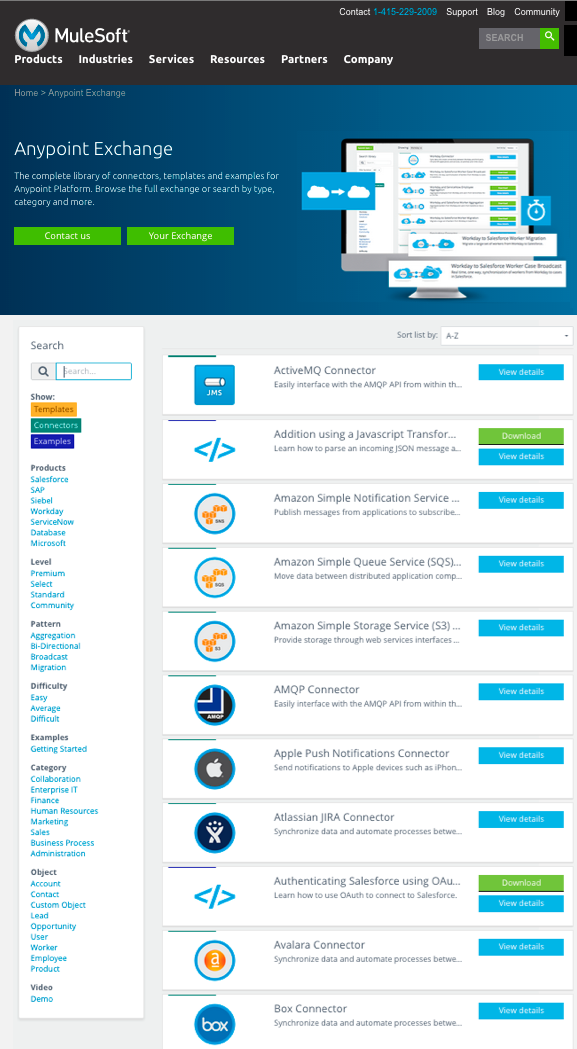 Contact 1-415-229-2009 Support Blog Community
MuleSoft
SEARCH
Products Industries Services Resources Partners Company
Home > Anypoint Exchange
Anypoint Exchange
The complete library of connectors, templates and examples for
Anypoint Platform. Browse the full exchange or search by type,
category and more.
Contact us Your Exchange
Workday to Salesforce Worker Migration
Workday to Salesforce Worker Case Broadcast
Search
Search...
Show:
Templates
Connectors
Examples
Products
Salesforce
SAP
Siebel
Workday
ServiceNow
Database
Microsoft
Level
Premium
Select
Standard
Community
Pattern
Aggregation
Bi-Directional
Broadcast
Migration
Difficulty
Easy
Average
Difficult
Examples
Getting Started
Category
Collaboration
Enterprise IT
Finance
Human Resources
Marketing
Sales
Business Process
Administration
Object
Account
Contact
Custom Object
Lead
Opportunity
User
Worker
Employee
Product
Video
Demo
Sort list by: A-Z
JMS
ActiveMQ Connector
Easily interface with the AMQP API from within th...
View details
</>
Addition using a Javascript Transfor...
Learn how to parse an incoming JSON message a...
Download
View details
SNS
Amazon Simple Notification Service ...
Publish messages from applications to subscribe...
View details
SQS
Amazon Simple Queue Service (SQS)...
Move data between distributed application comp...
View details
S3
Amazon Simple Storage Service (S3) ...
Provide storage through web services interfaces ...
View details
AMQP
AMQP Connector
Easily interface with the AMQP API from within th...
View details
Apple Push Notifications Connector
Send notifications to Apple devices such as iPhon...
View details
Atlassian JIRA Connector
Synchronize data and automate processes betwe...
View details
</>
Authenticating Salesforce using OAu...
Learn how to use OAuth to connect to Salesforce.
Download
View details
a
Avalara Connector
Synchronize data and automate processes betwe...
View details
box
Box Connector
Synchronize data and automate processes betwe...
View details